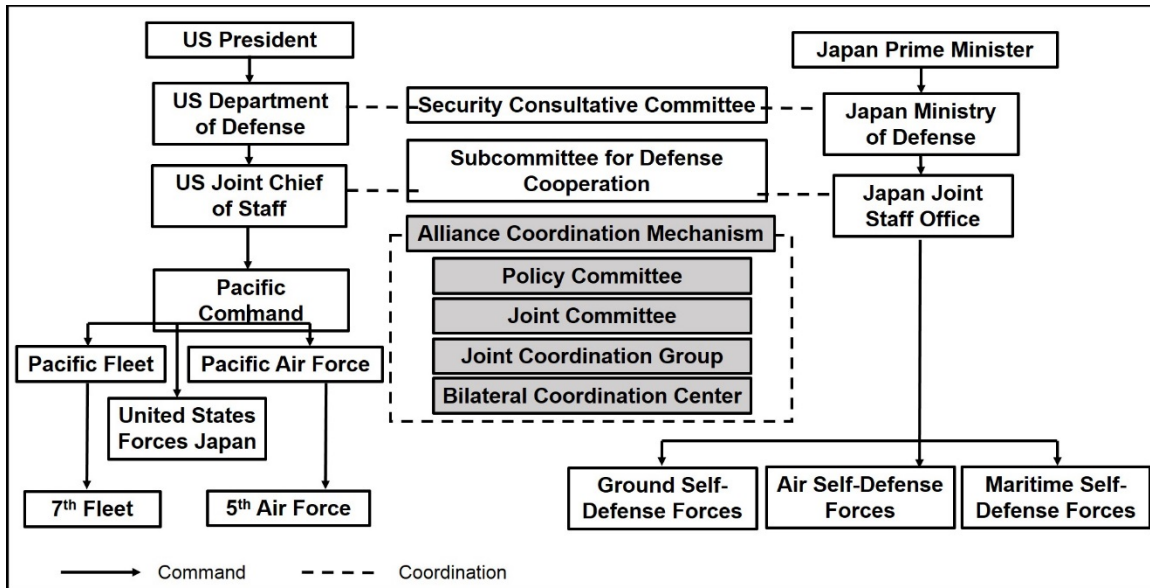 US President
Japan Prime Minister
US Department
of Defense
Security Consultative Committee
Japan Ministry
of Defense
US Joint Chief
of Staff
Subcommittee for Defense
Cooperation
Japan Joint
Staff Office
Alliance Coordination Mechanism
Policy Committee
Joint Committee
Joint Coordination Group
Bilateral Coordination Center
Pacific
Command
Pacific Fleet
Pacific Air Force
United States
Forces Japan
7th Fleet
5th Air Force
Ground Self-
Defense Forces
Air Self-Defense
Forces
Maritime Self-
Defense Forces
Command
Coordination